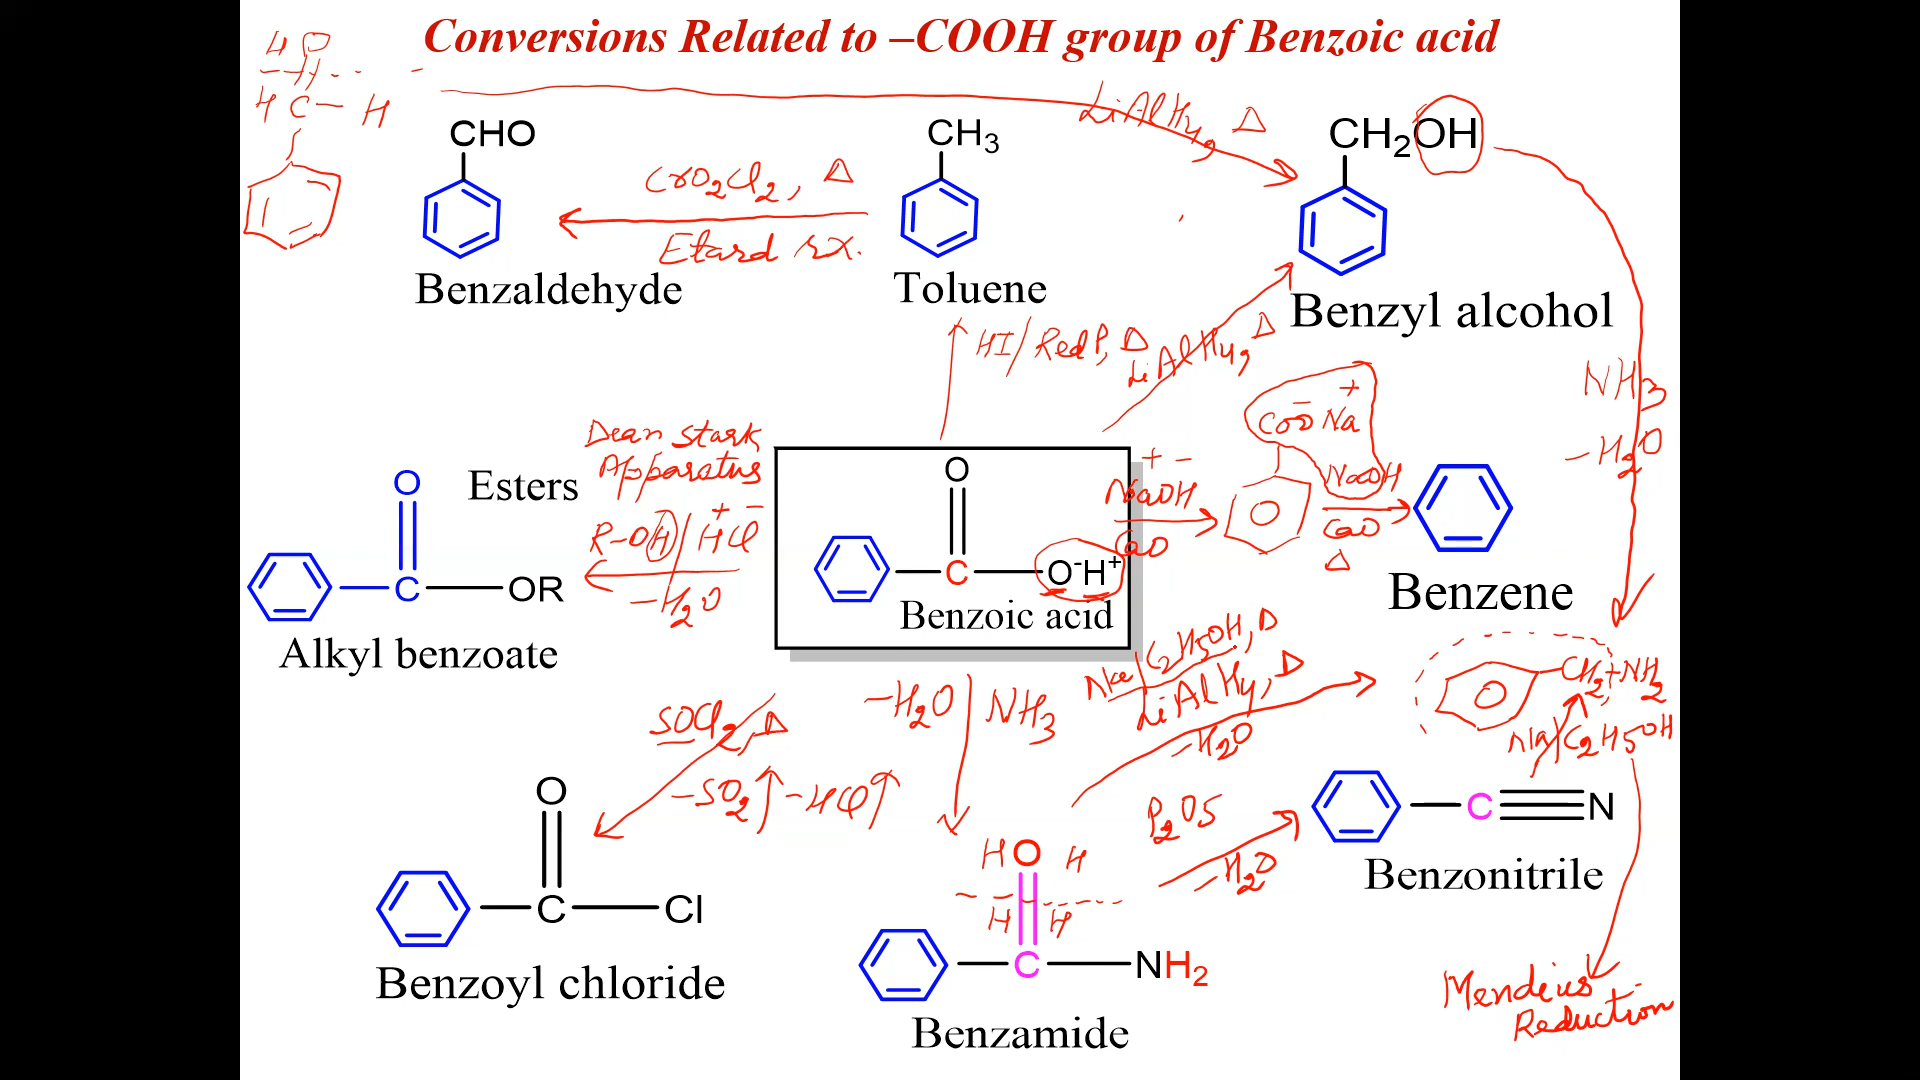 Conversions Related to –COOH group of Benzoic acid
4 H
H
H C – H
LiAlH4, Δ
CHO
CH3
CH2OH
CrO2Cl2, Δ
Etard rx.
Benzaldehyde
Toluene
Benzyl alcohol
HI/Red P, Δ
LiAlH4, Δ
NH3
–H2O
COO⁻ Na⁺
Dean Stark
Apparatus
Esters
O
O
+ –
NaOH
NaOH
CaO
CaO
Δ
R–OH/H⁺Cl⁻
–H2O
C OR
C O⁻H⁺
Benzoic acid
Benzene
Alkyl benzoate
/C2H5OH, Δ
LiAlH4, Δ
–H2O
CH2+NH2
Na/C2H5OH
–H2O NH3
SOCl2, Δ
–SO2↑ –HCl↑
P2O5
–H2O
C N
Benzonitrile
O
H O H
H H
C Cl
C NH2
Benzoyl chloride
Benzamide
Mendius
Reduction